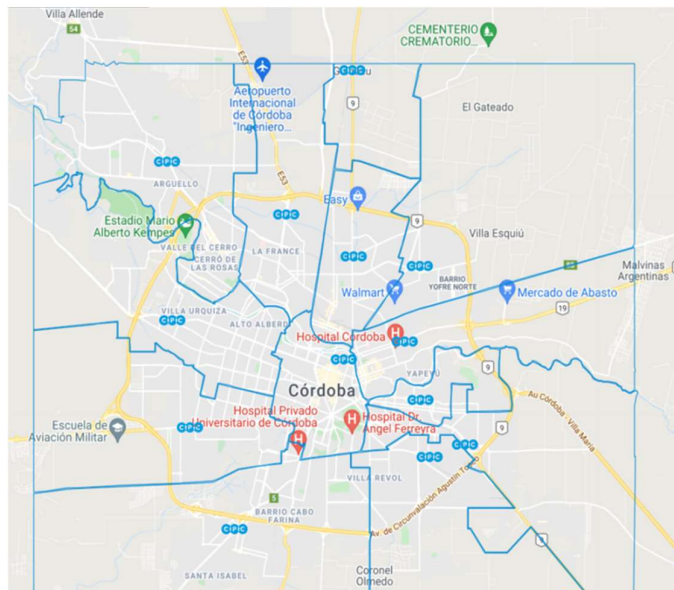 Villa Allende
54
E53
Aeropuerto
Internacional
de Córdoba
"Ingeniero...
CPC
9
CEMENTERIO
CREMATORIO...
El Gateado
CPC
ARGUELLO
E53
Easy
CPC
9
Estadio Mario
Alberto Kempes
VALLE DEL CERRO
CERRO DE
LAS ROSAS
LA FRANCE
CPC
Villa Esquiú
CPC
BARRIO
YOFRE NORTE
Malvinas
Argentinas
Walmart
Mercado de Abasto
19
VILLA URQUIZA
CPC
ALTO ALBERDI
Hospital Córdoba
CPC
CPC
YAPEYÚ
Córdoba
Av. Córdoba - Villa María
Hospital Privado
Universitario de Córdoba
Hospital Dr.
Angel Ferreyra
CPC
Escuela de
Aviación Militar
CPC
9
CPC
CPC
VILLA REVOL
5
BARRIO CABO
FARINA
CPC
Av. de Circunvalación Agustín Tosco
9
SANTA ISABEL
Coronel
Olmedo